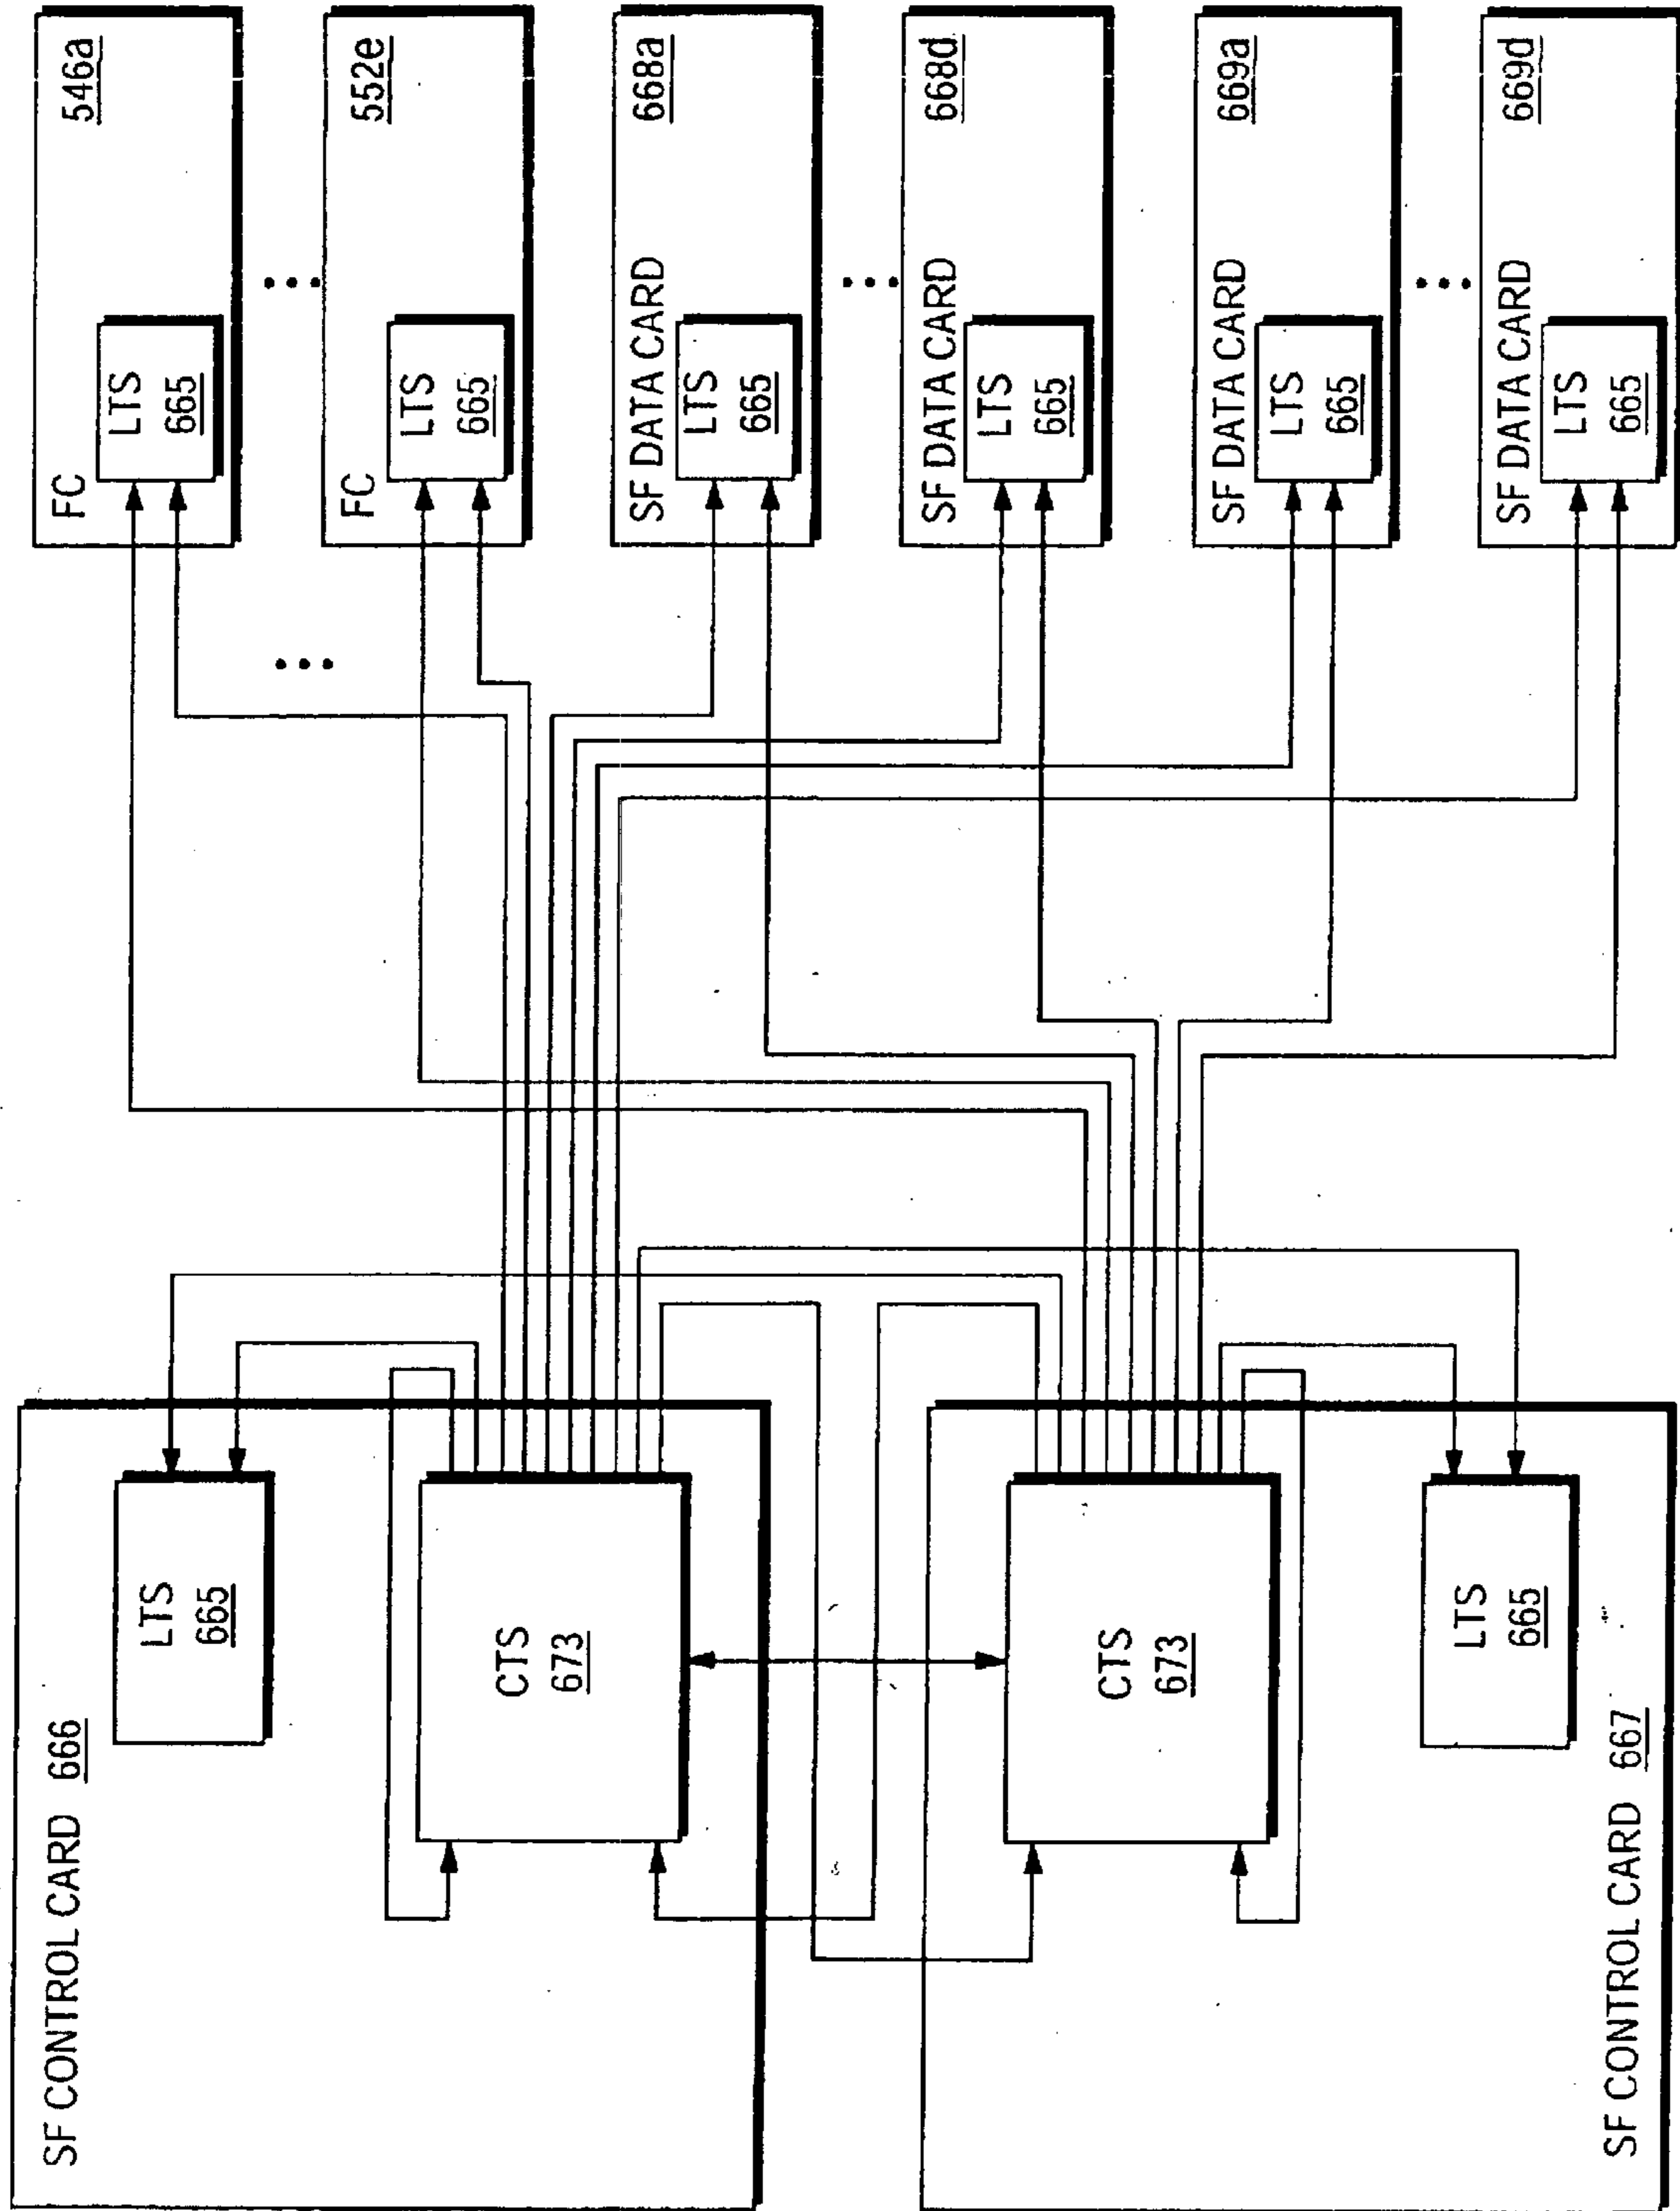 SF CONTROL CARD 666
LTS
665
CTS
673
SF CONTROL CARD 667
CTS
673
LTS
665
FC
546a
LTS
665
FC
552e
LTS
665
SF DATA CARD
668a
LTS
665
SF DATA CARD
668d
LTS
665
SF DATA CARD
669a
LTS
665
SF DATA CARD
669d
LTS
665